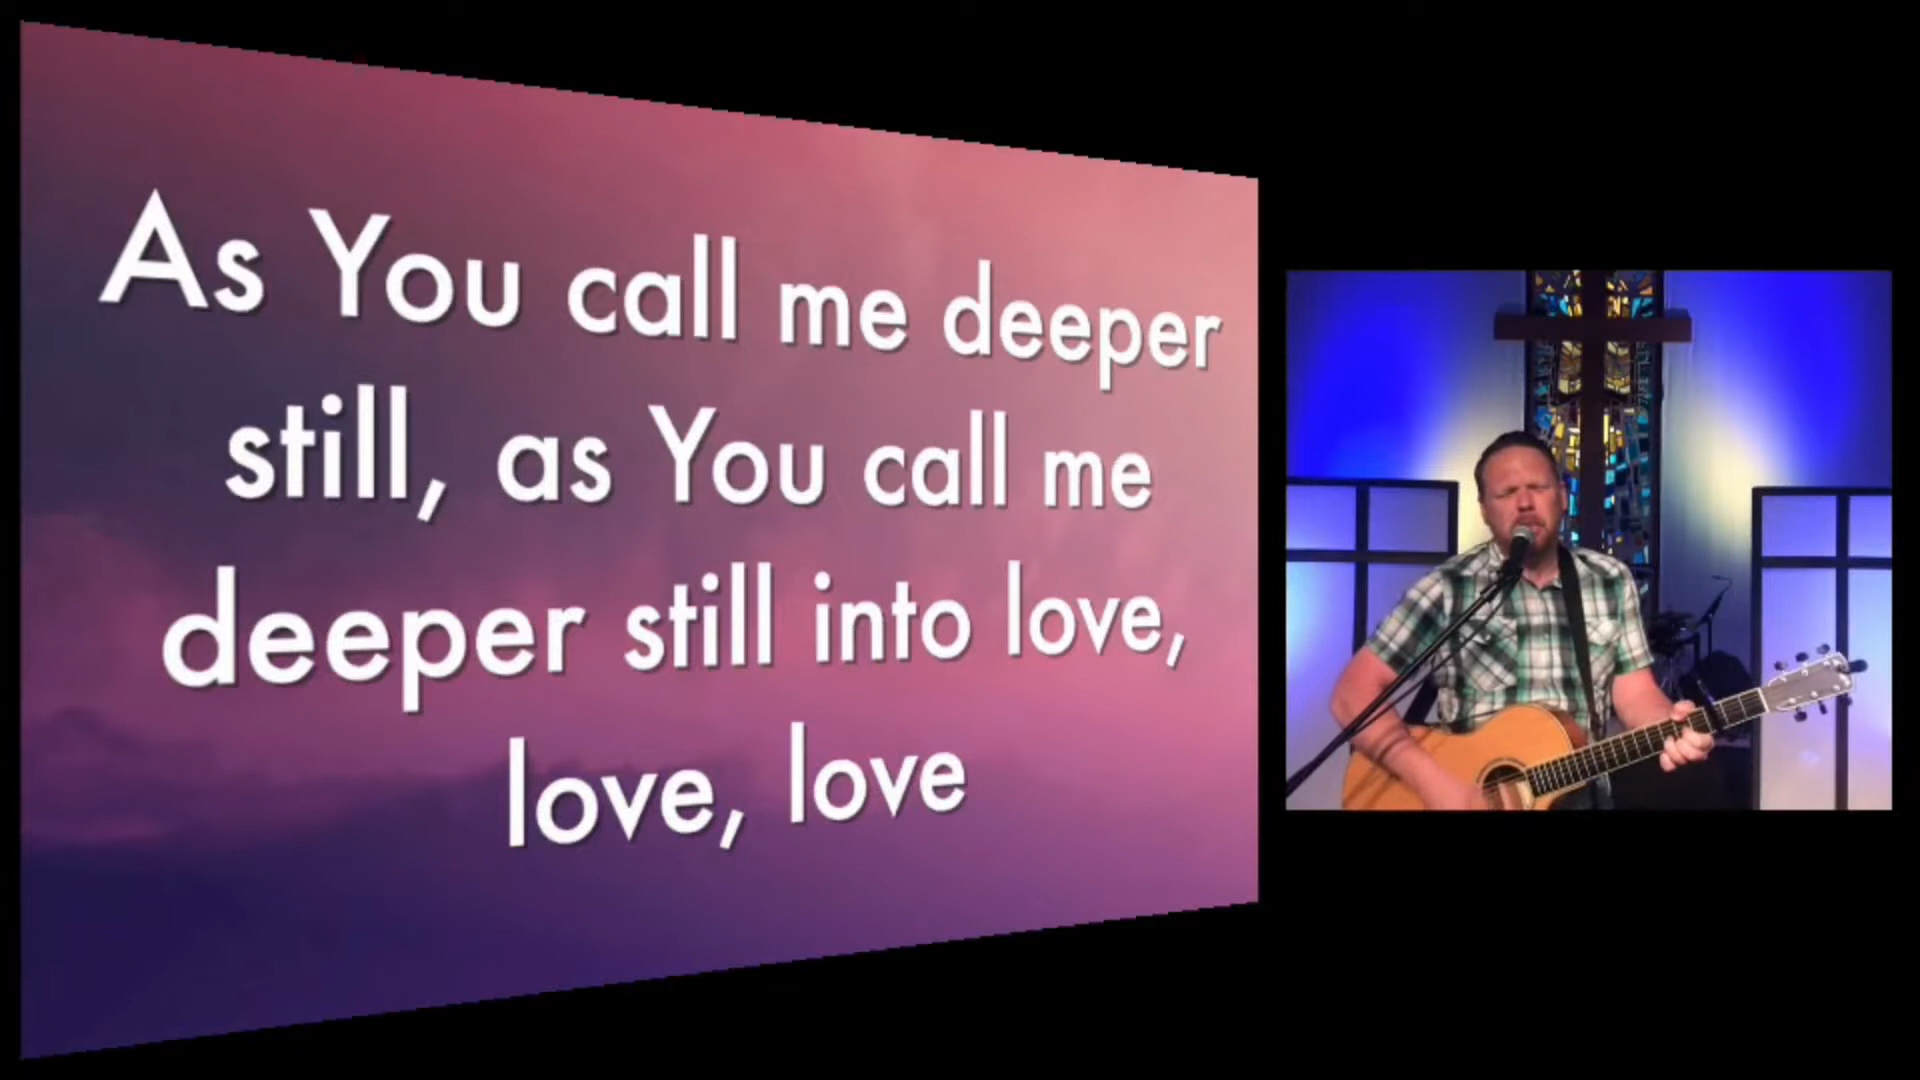 As You call me deeper
still, as You call me
deeper still into love,
love, love